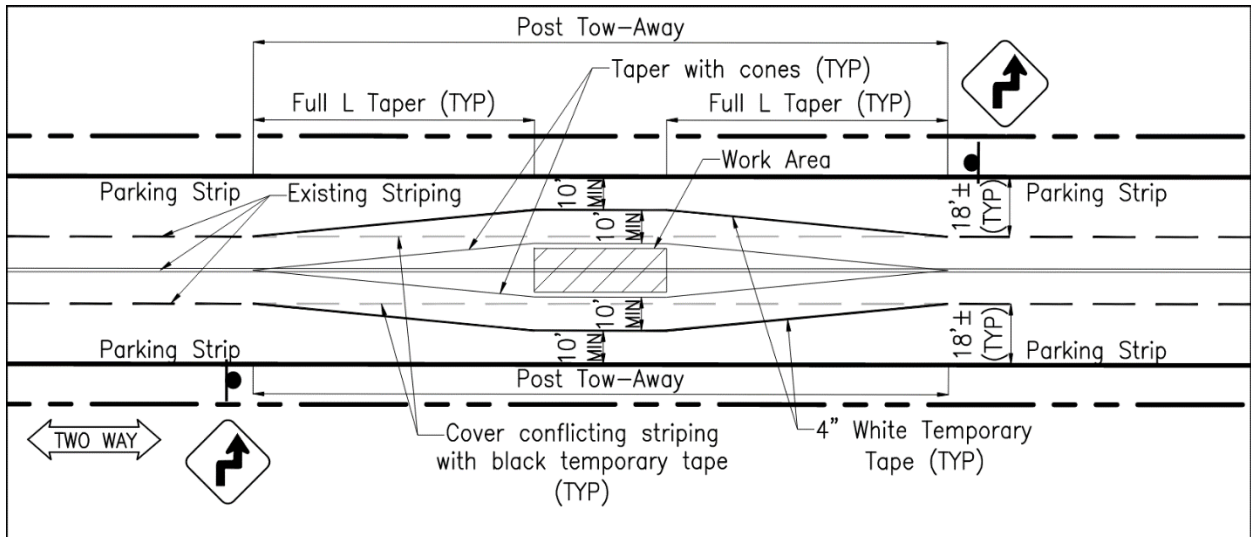 Post Tow-Away
Taper with cones (TYP)
Full L Taper (TYP)
Full L Taper (TYP)
Work Area
Parking Strip
Existing Striping
10'
MIN
18'±
(TYP)
Parking Strip
10'
MIN
10'
MIN
Parking Strip
10'
MIN
18'±
(TYP)
Parking Strip
Post Tow-Away
TWO WAY
Cover conflicting striping
with black temporary tape
(TYP)
4" White Temporary
Tape (TYP)